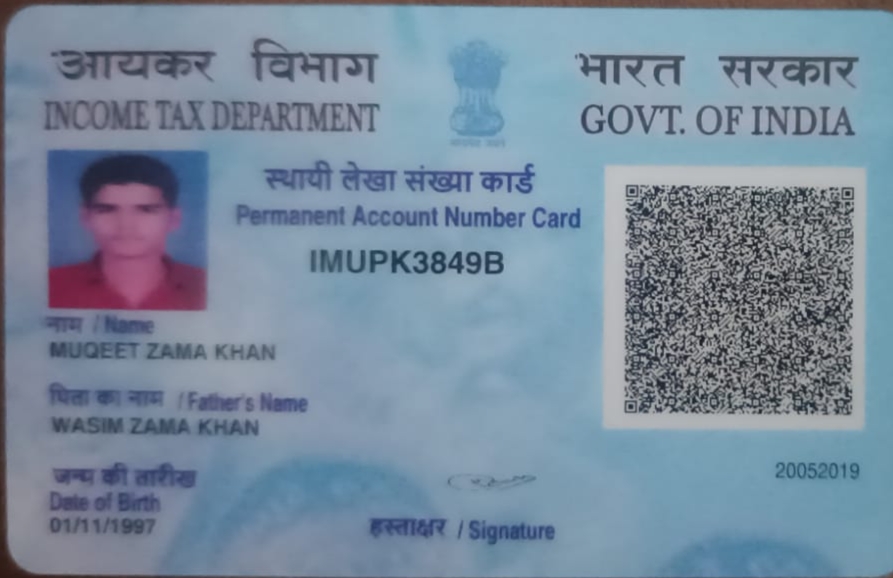 आयकर विभाग
INCOME TAX DEPARTMENT
भारत सरकार
GOVT. OF INDIA
स्थायी लेखा संख्या कार्ड
Permanent Account Number Card
IMUPK3849B
नाम / Name
MUQEET ZAMA KHAN
पिता का नाम / Father's Name
WASIM ZAMA KHAN
जन्म की तारीख
Date of Birth
01/11/1997
हस्ताक्षर / Signature
20052019